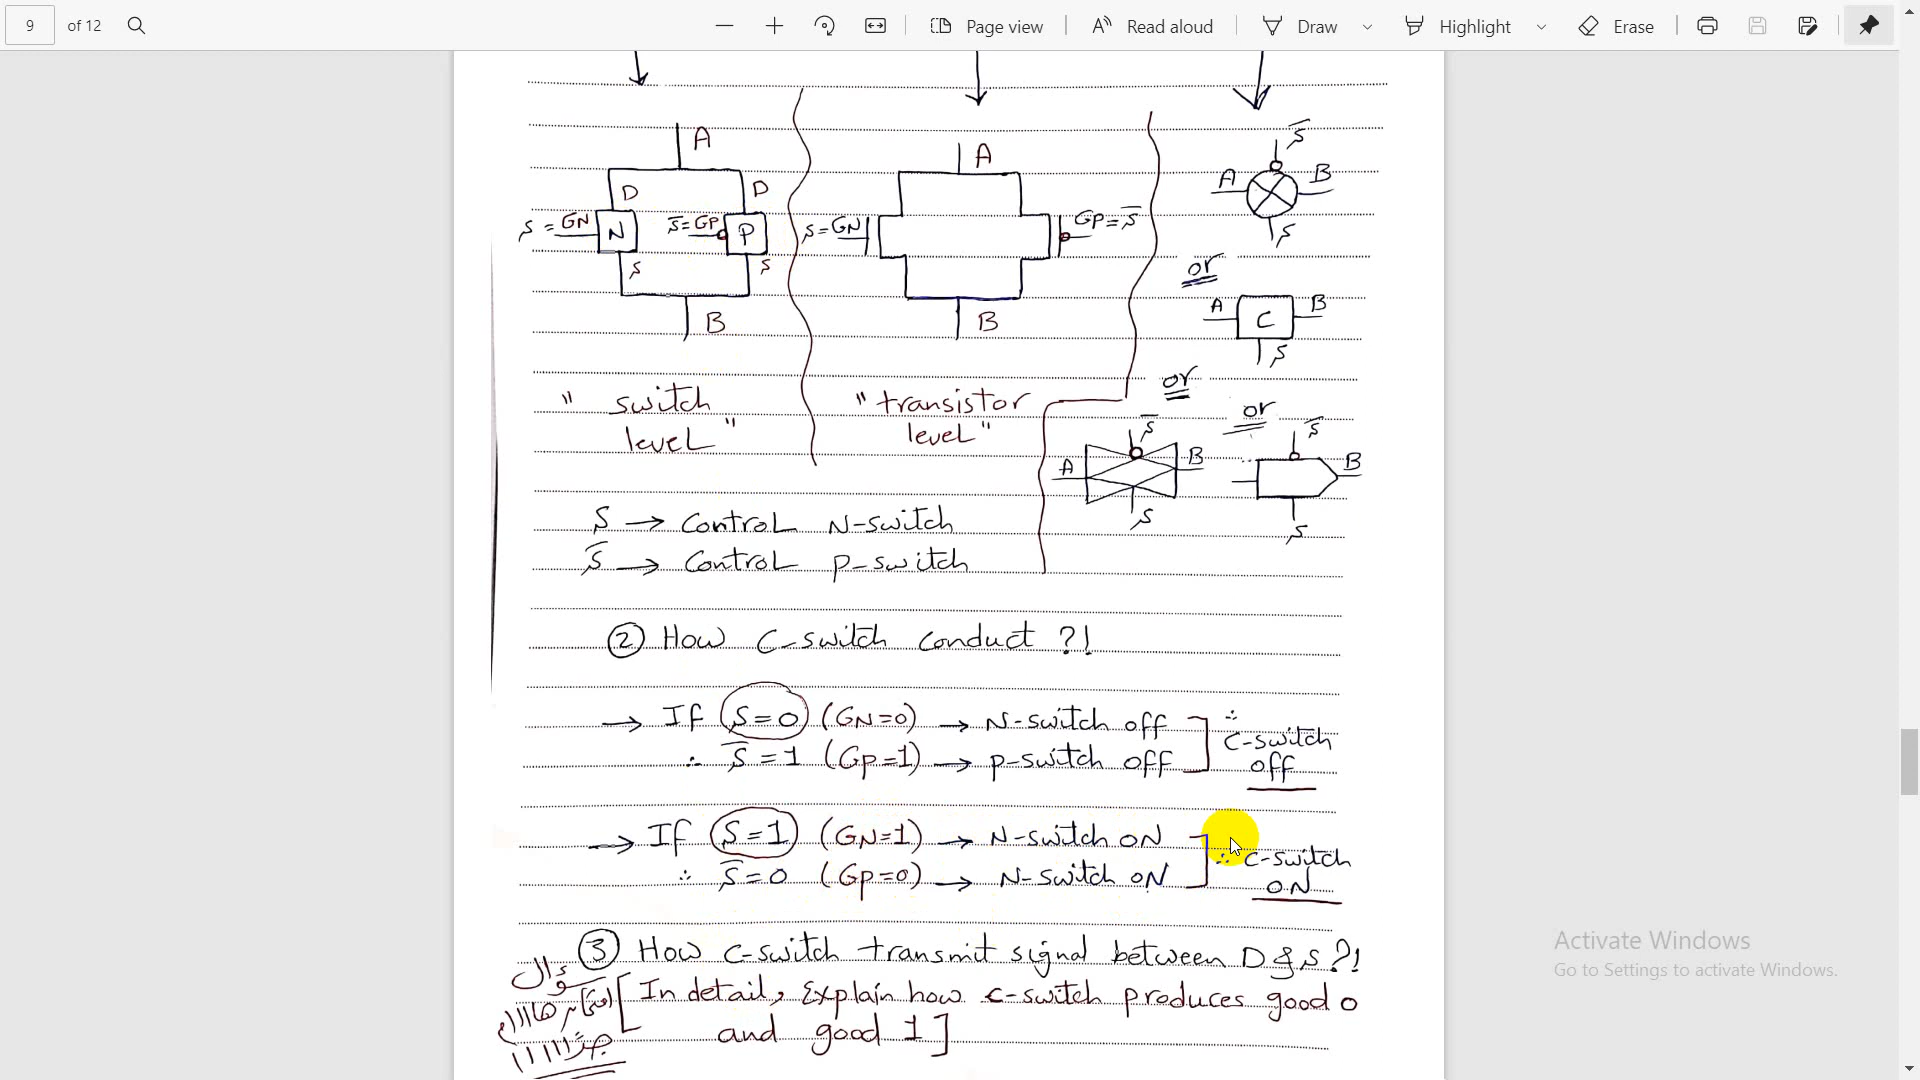 9 of 12 Page view Read aloud Draw Highlight Erase
A
D D
S = GN N S̅=GP P
S S
B
"switch level"
A
S=GN GP=S̅
B
"transistor level"
S̅
A B
S
or
A C B
S
or
or
S̅
A B
S
S̅
B
S
S → Control N-switch
S̅ → Control P-switch
② How C-switch conduct ?!
→ If S=0 (GN=0) → N-switch off
∴ S̅ = 1 (GP=1) → P-switch off
∴ C-switch off
→ If S=1 (GN=1) → N-switch ON
∴ S̅=0 (GP=0) → N-switch ON
∴ C-switch ON
③ How C-switch transmit signal between D & S ?!
سؤال
[In detail, Explain how C-switch produces good 0
and good 1]
Activate Windows
Go to Settings to activate Windows.